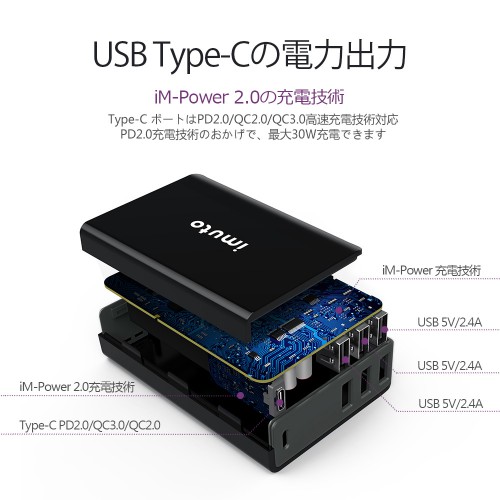 USB Type-Cの電力出力
iM-Power 2.0の充電技術
Type-C ポートはPD2.0/QC2.0/QC3.0高速充電技術対応
PD2.0充電技術のおかげで、最大30W充電できます
imuto
iM-Power 充電技術
USB 5V/2.4A
USB 5V/2.4A
USB 5V/2.4A
iM-Power 2.0充電技術
Type-C PD2.0/QC3.0/QC2.0